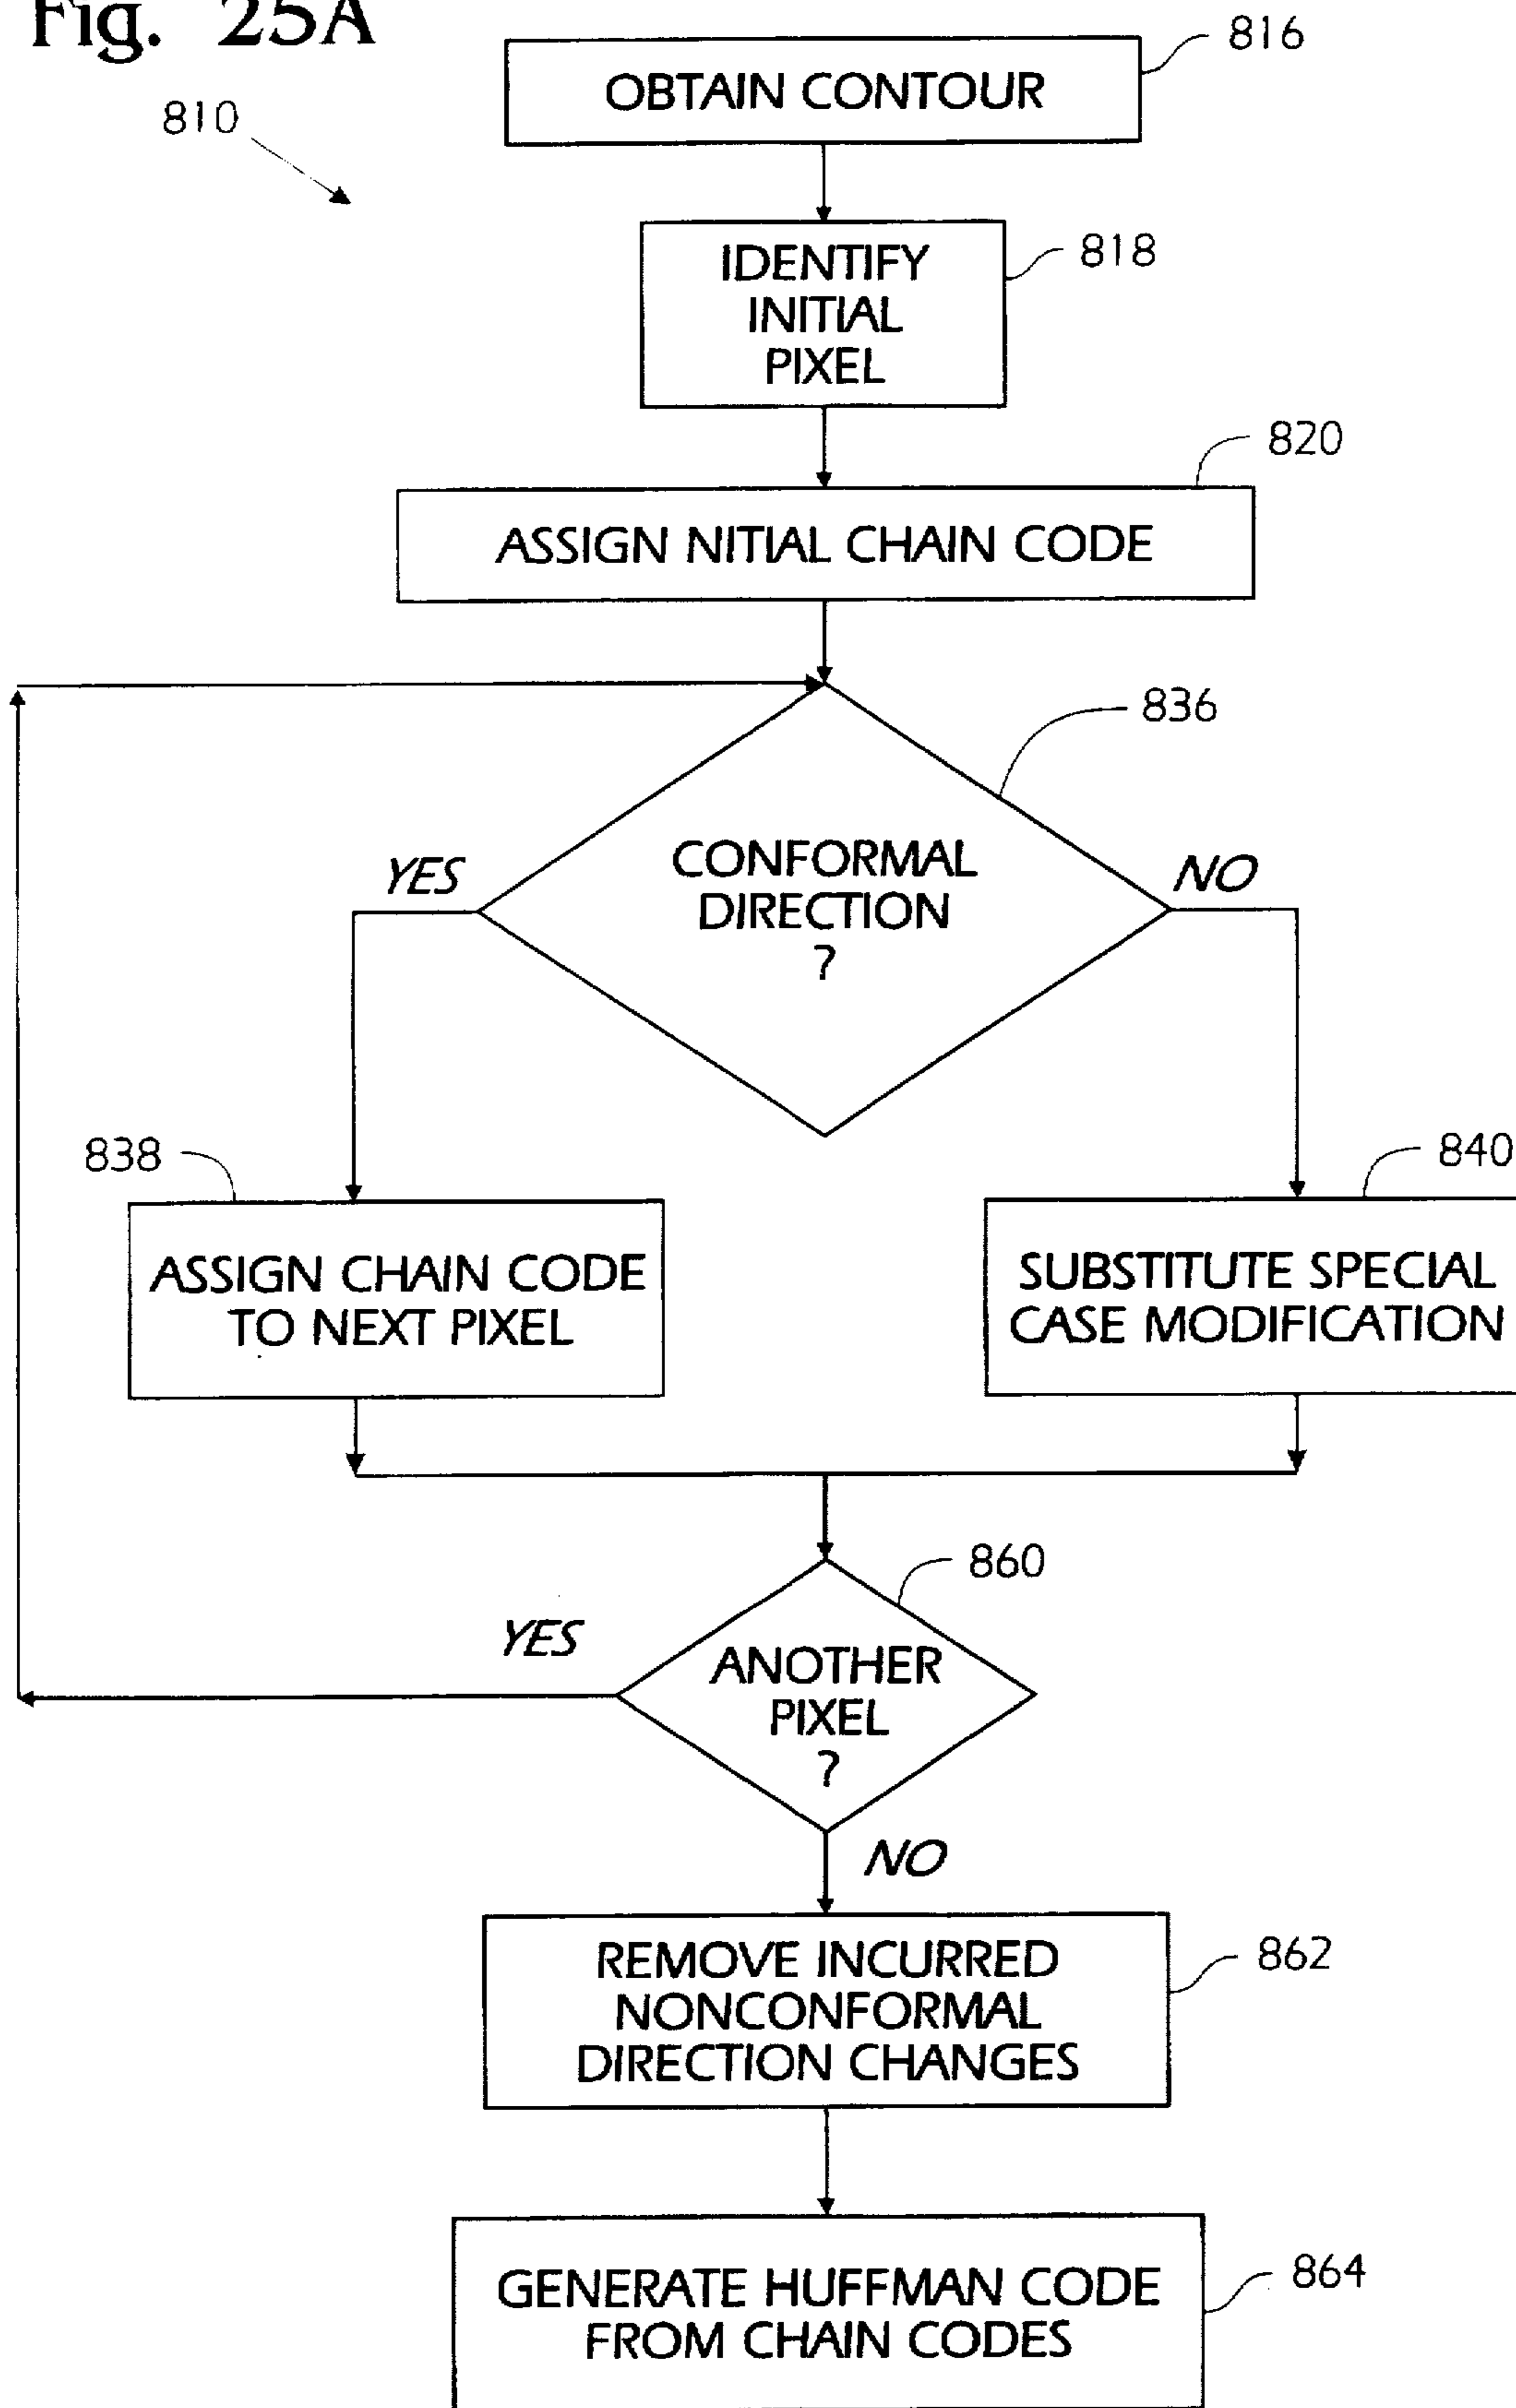 Fig. 25A
810
OBTAIN CONTOUR
816
IDENTIFY
INITIAL
PIXEL
818
820
ASSIGN NITIAL CHAIN CODE
836
CONFORMAL
DIRECTION
?
YES
NO
838
840
ASSIGN CHAIN CODE
TO NEXT PIXEL
SUBSTITUTE SPECIAL
CASE MODIFICATION
860
YES
ANOTHER
PIXEL
?
NO
REMOVE INCURRED
NONCONFORMAL
DIRECTION CHANGES
862
GENERATE HUFFMAN CODE
FROM CHAIN CODES
864